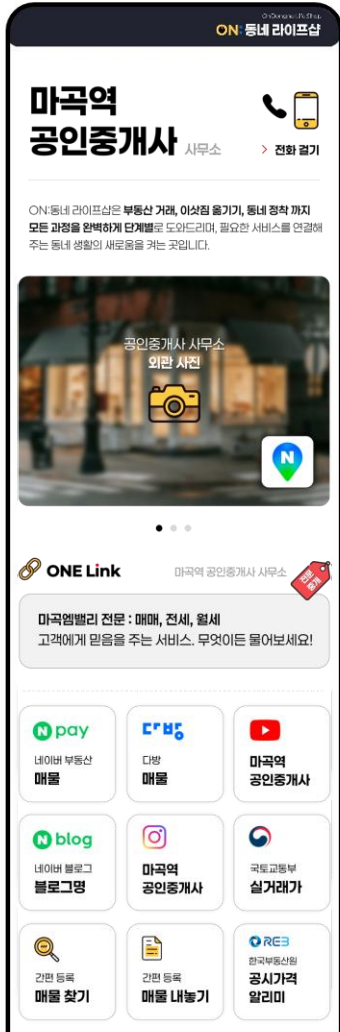 OnDongne LifeShop
ON: 동네 라이프샵
마곡역
공인중개사 사무소
> 전화 걸기
ON:동네 라이프샵은 부동산 거래, 이삿짐 옮기기, 동네 정착 까지
모든 과정을 완벽하게 단계별로 도와드리며, 필요한 서비스를 연결해
주는 동네 생활의 새로움을 켜는 곳입니다.
공인중개사 사무소
외관 사진
N
ONE Link
마곡역 공인중개사 사무소
전문
중개
마곡엠밸리 전문 : 매매, 전세, 월세
고객에게 믿음을 주는 서비스. 무엇이든 물어보세요!
N pay
네이버 부동산
매물
다방
다방
매물
마곡역
공인중개사
N blog
네이버 블로그
블로그명
마곡역
공인중개사
국토교통부
실거래가
간편 등록
매물 찾기
간편 등록
매물 내놓기
REB
한국부동산원
공시가격
알리미